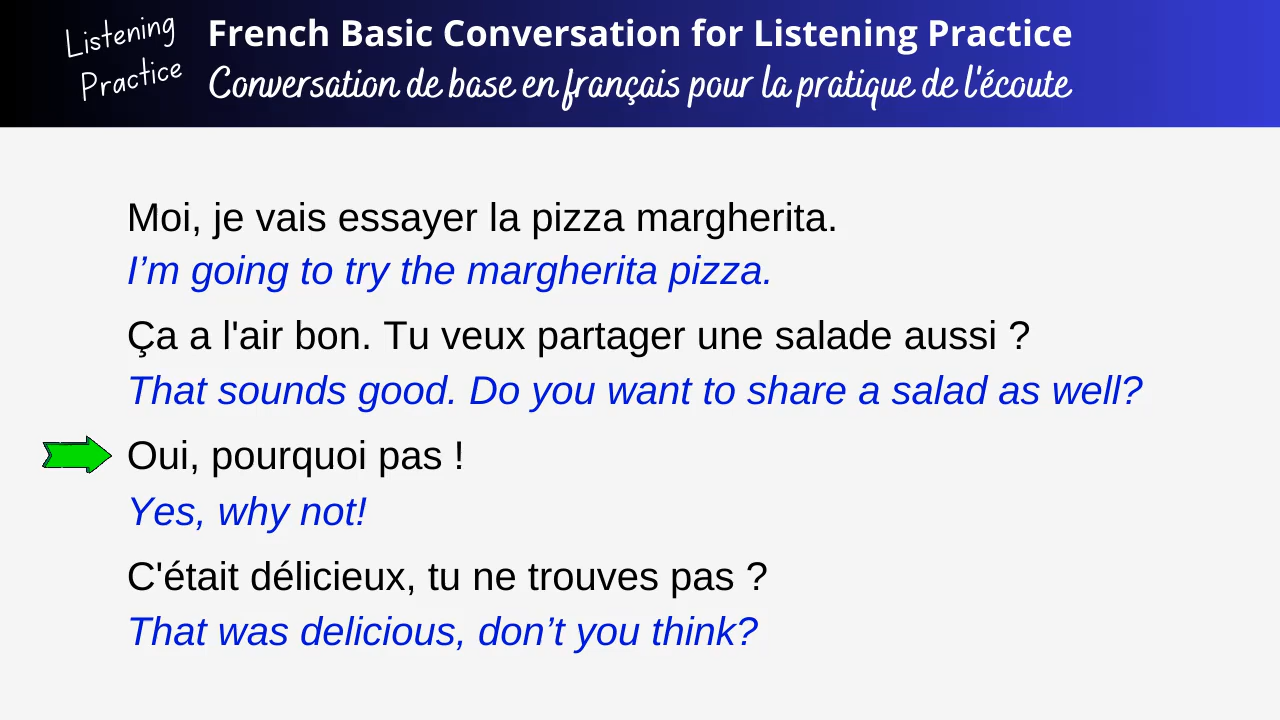 Listening
Practice
French Basic Conversation for Listening Practice
Conversation de base en français pour la pratique de l'écoute
Moi, je vais essayer la pizza margherita.
I’m going to try the margherita pizza.
Ça a l'air bon. Tu veux partager une salade aussi ?
That sounds good. Do you want to share a salad as well?
Oui, pourquoi pas !
Yes, why not!
C'était délicieux, tu ne trouves pas ?
That was delicious, don’t you think?